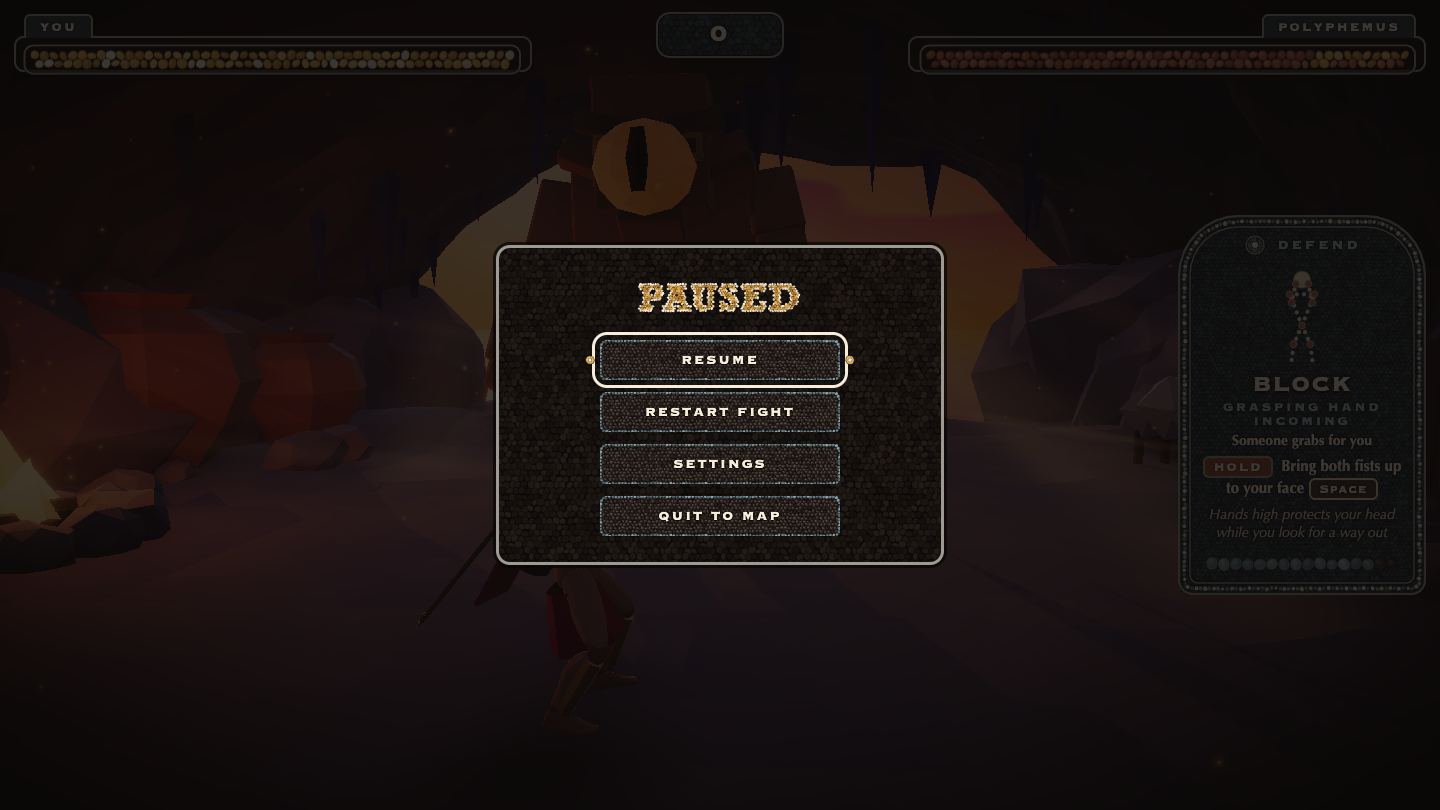 YOU
0
POLYPHEMUS
PAUSED
RESUME
RESTART FIGHT
SETTINGS
QUIT TO MAP
DEFEND
BLOCK
GRASPING HAND
INCOMING
Someone grabs for you
HOLD Bring both fists up
to your face SPACE
Hands high protects your head
while you look for a way out